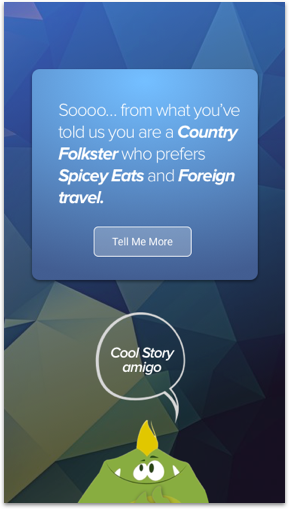 Soooo... from what you've
told us you are a Country
Folkster who prefers
Spicey Eats and Foreign
travel.
Tell Me More
Cool Story
amigo